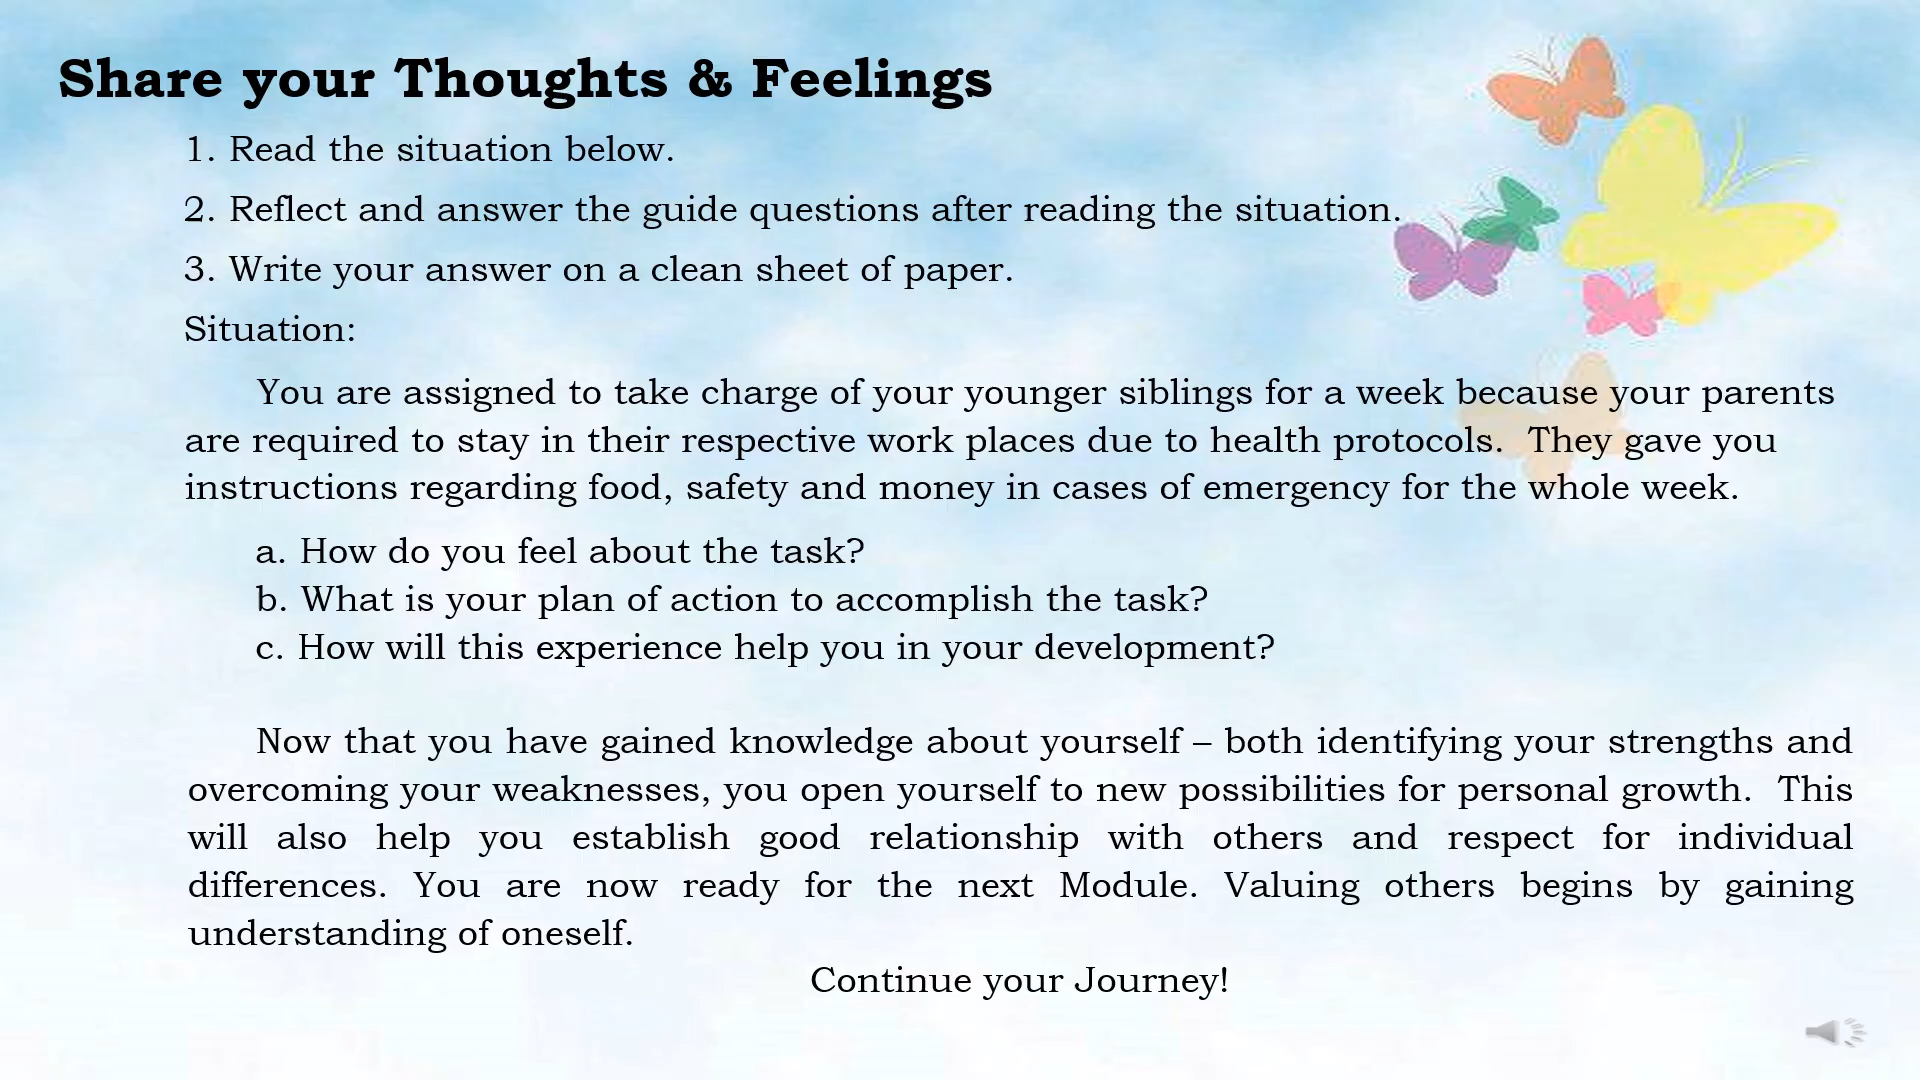 Share your Thoughts & Feelings
1. Read the situation below.
2. Reflect and answer the guide questions after reading the situation.
3. Write your answer on a clean sheet of paper.
Situation:
You are assigned to take charge of your younger siblings for a week because your parents
are required to stay in their respective work places due to health protocols.  They gave you
instructions regarding food, safety and money in cases of emergency for the whole week.
a. How do you feel about the task?
b. What is your plan of action to accomplish the task?
c. How will this experience help you in your development?
Now that you have gained knowledge about yourself – both identifying your strengths and
overcoming your weaknesses, you open yourself to new possibilities for personal growth.  This
will also help you establish good relationship with others and respect for individual
differences. You are now ready for the next Module. Valuing others begins by gaining
understanding of oneself.
Continue your Journey!